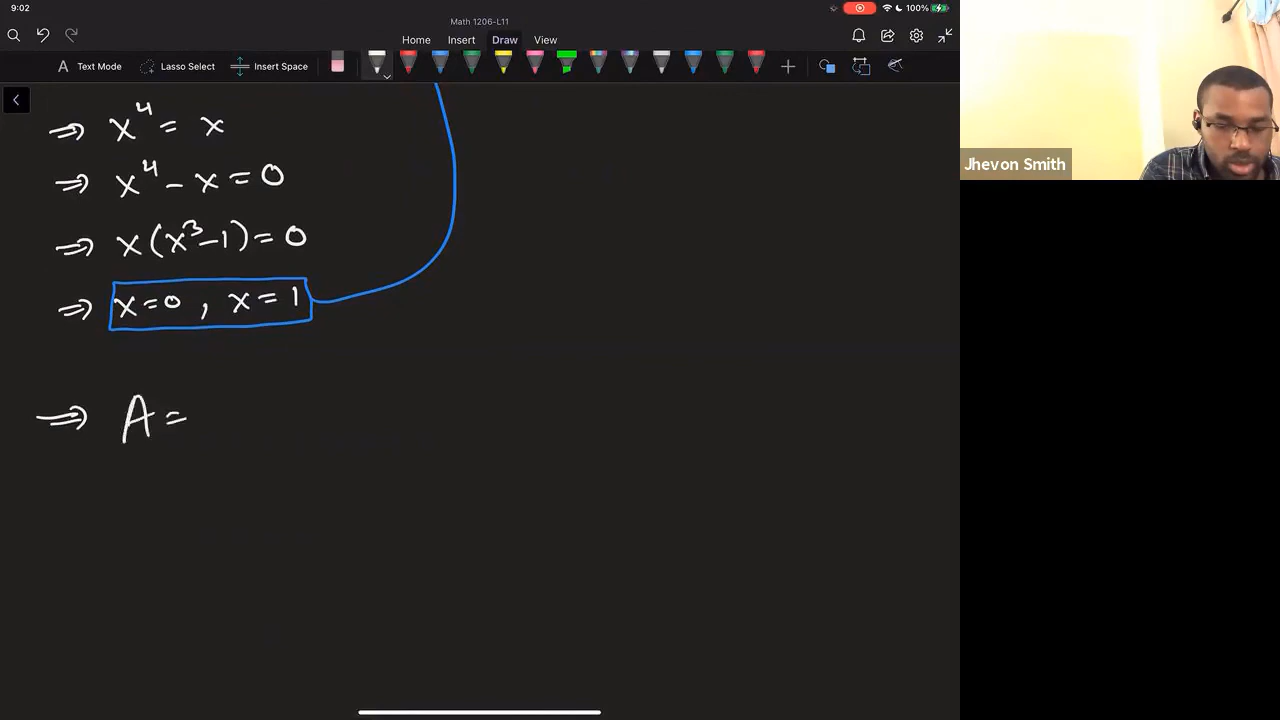 9:02
100%
Math 1206-L11
Home Insert Draw View
Text Mode Lasso Select Insert Space
⇒ x⁴ = x
⇒ x⁴ - x = 0
⇒ x(x³-1) = 0
⇒ x=0 , x=1
⇒ A =
Jhevon Smith